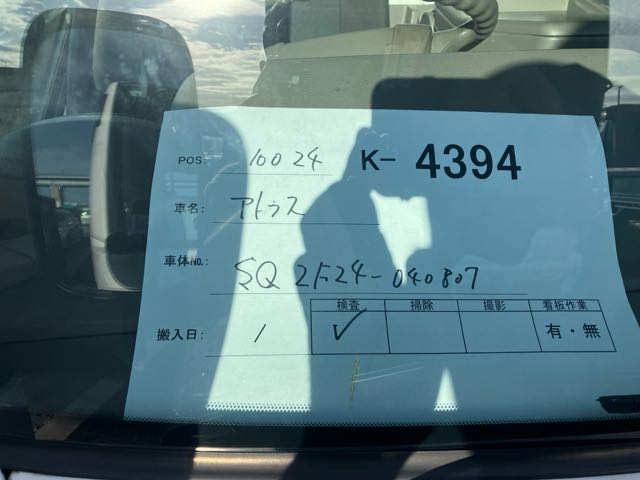 POS: 10024 K- 4394
車名: アトラス
車体No.: SQ2F24-040807
検査 掃除 撮影 看板作業
搬入日: 1 ✓ 有・無